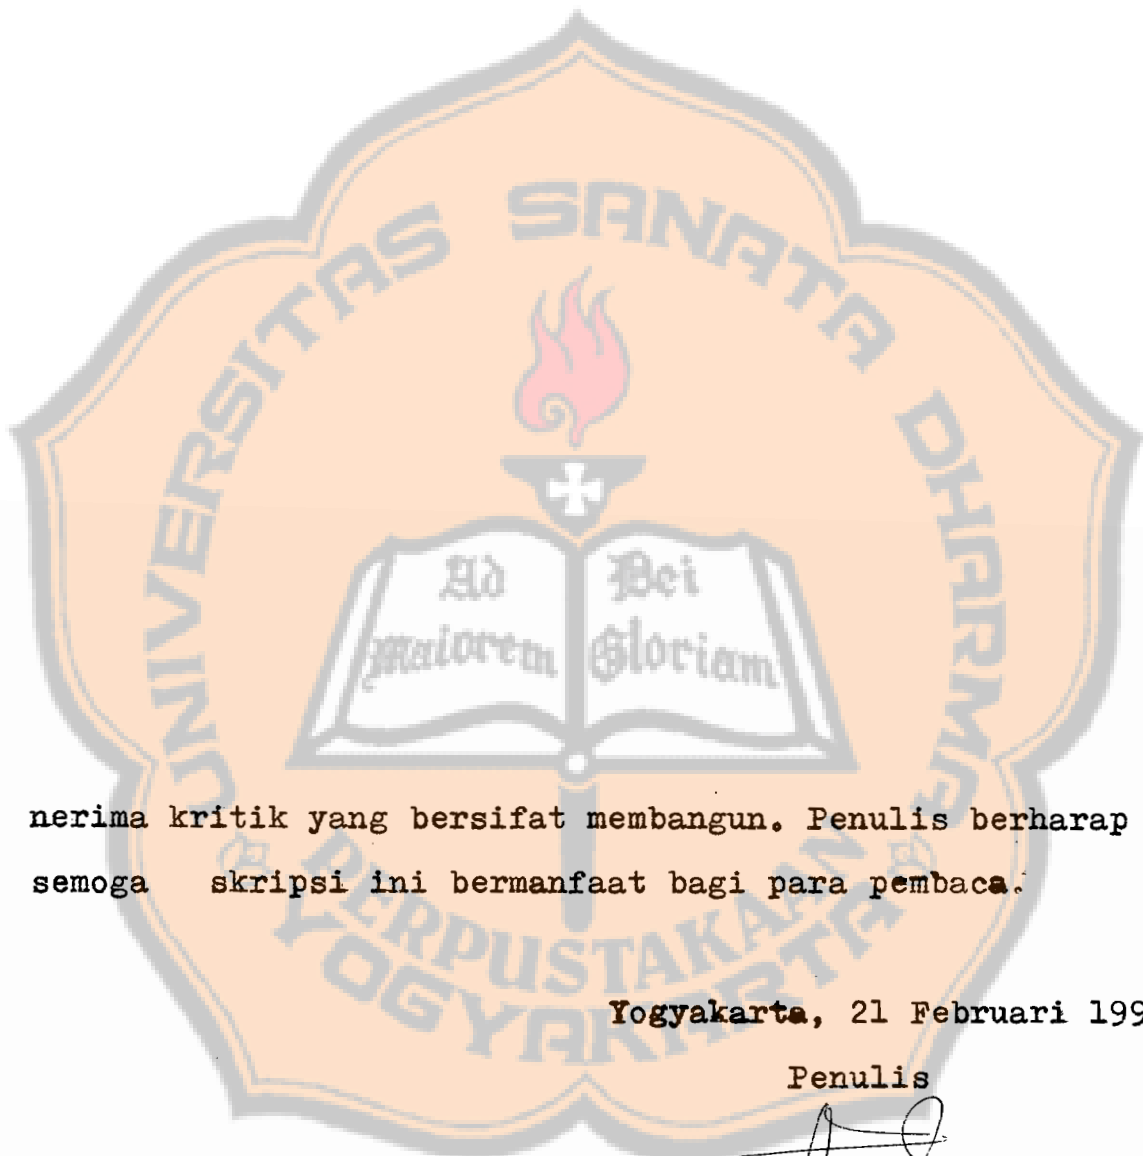 UNIVERSITAS SANATA DHARMA
Ad Dei
Maiorem Gloriam
nerima kritik yang bersifat membangun. Penulis berharap
semoga skripsi ini bermanfaat bagi para pembaca.
PERPUSTAKAAN
YOGYAKARTA
Yogyakarta, 21 Februari 199
Penulis